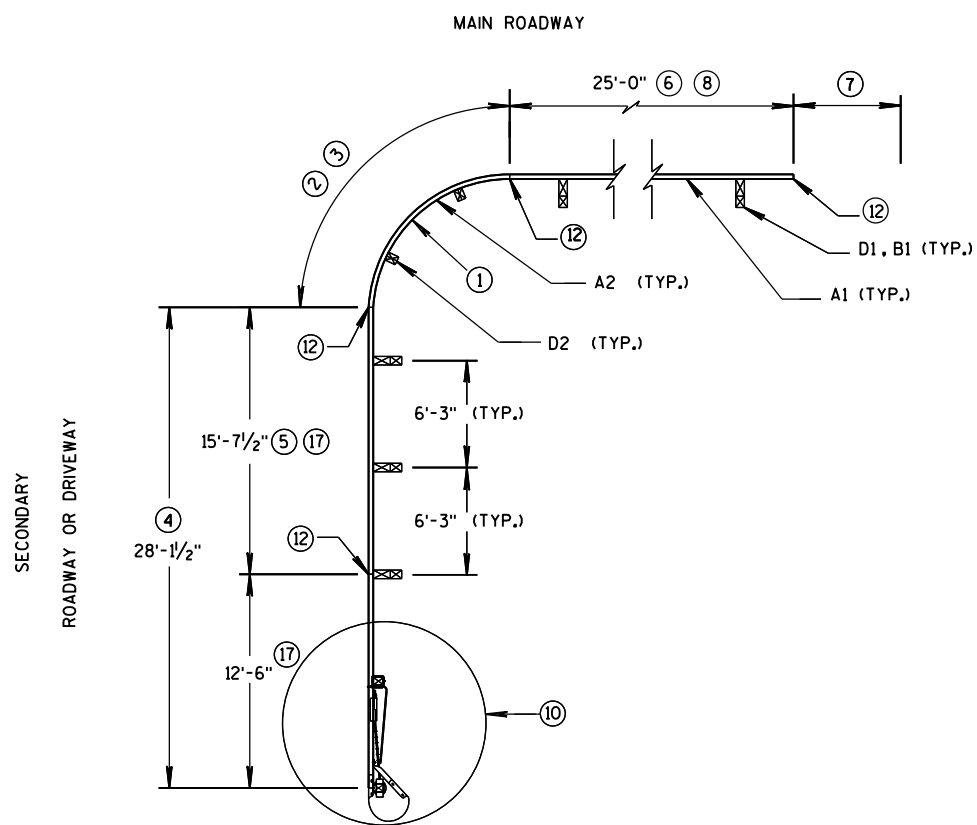 MAIN ROADWAY
25'-0" 6 8
7
2 3
12
12
D1, B1 (TYP.)
1
A2 (TYP.)
A1 (TYP.)
12
D2 (TYP.)
6'-3" (TYP.)
15'-7½" 5 17
SECONDARY
ROADWAY OR DRIVEWAY
4
28'-1½"
12
6'-3" (TYP.)
12'-6" 17
10